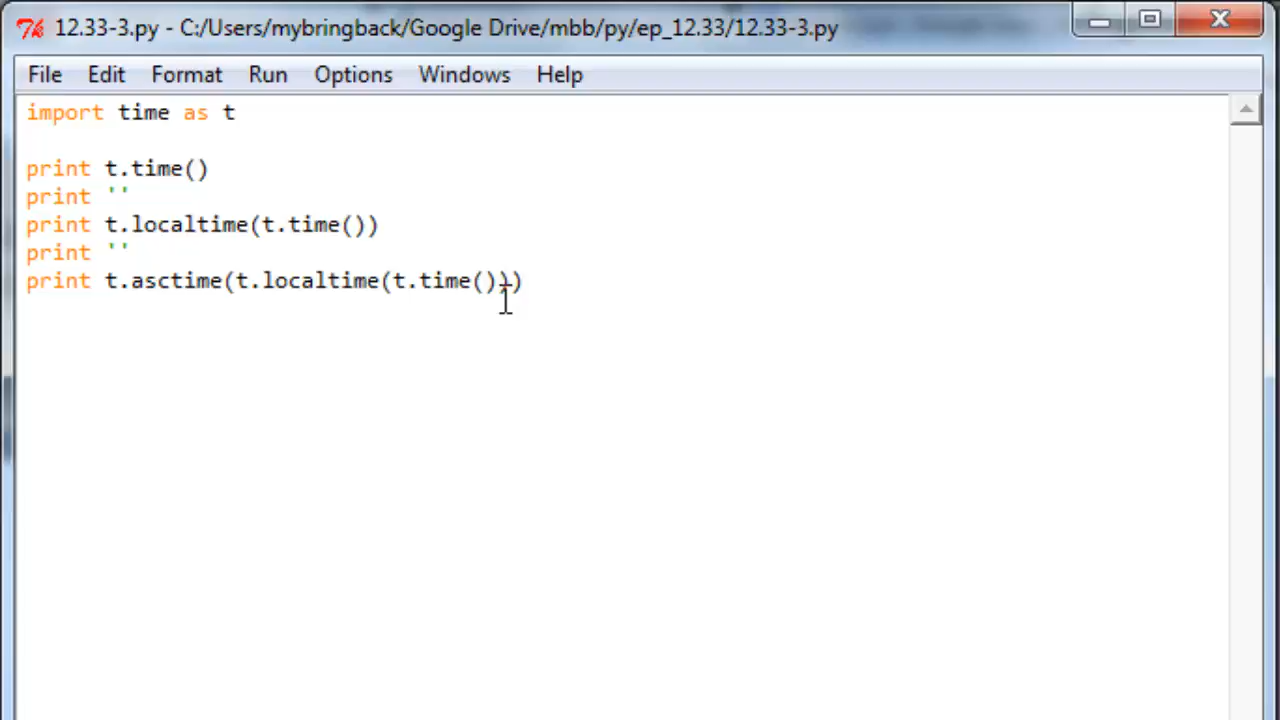 12.33-3.py - C:/Users/mybringback/Google Drive/mbb/py/ep_12.33/12.33-3.py
File Edit Format Run Options Windows Help
import time as t
print t.time()
print ''
print t.localtime(t.time())
print ''
print t.asctime(t.localtime(t.time()))